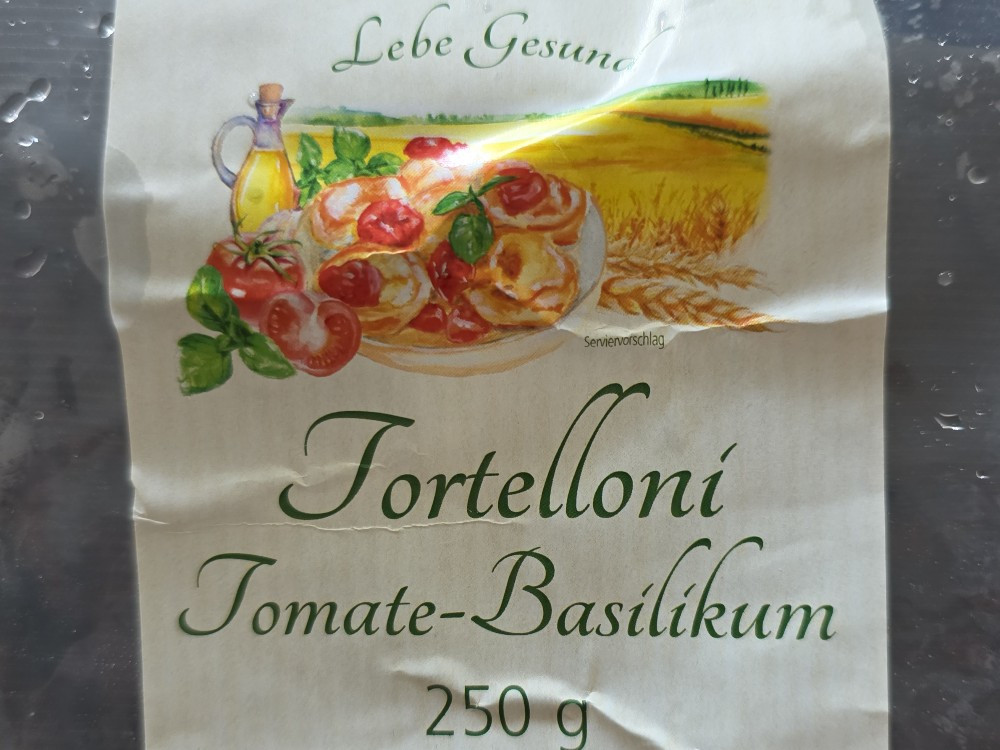 Lebe Gesund
Serviervorschlag
Tortelloni
Tomate-Basilikum
250 g